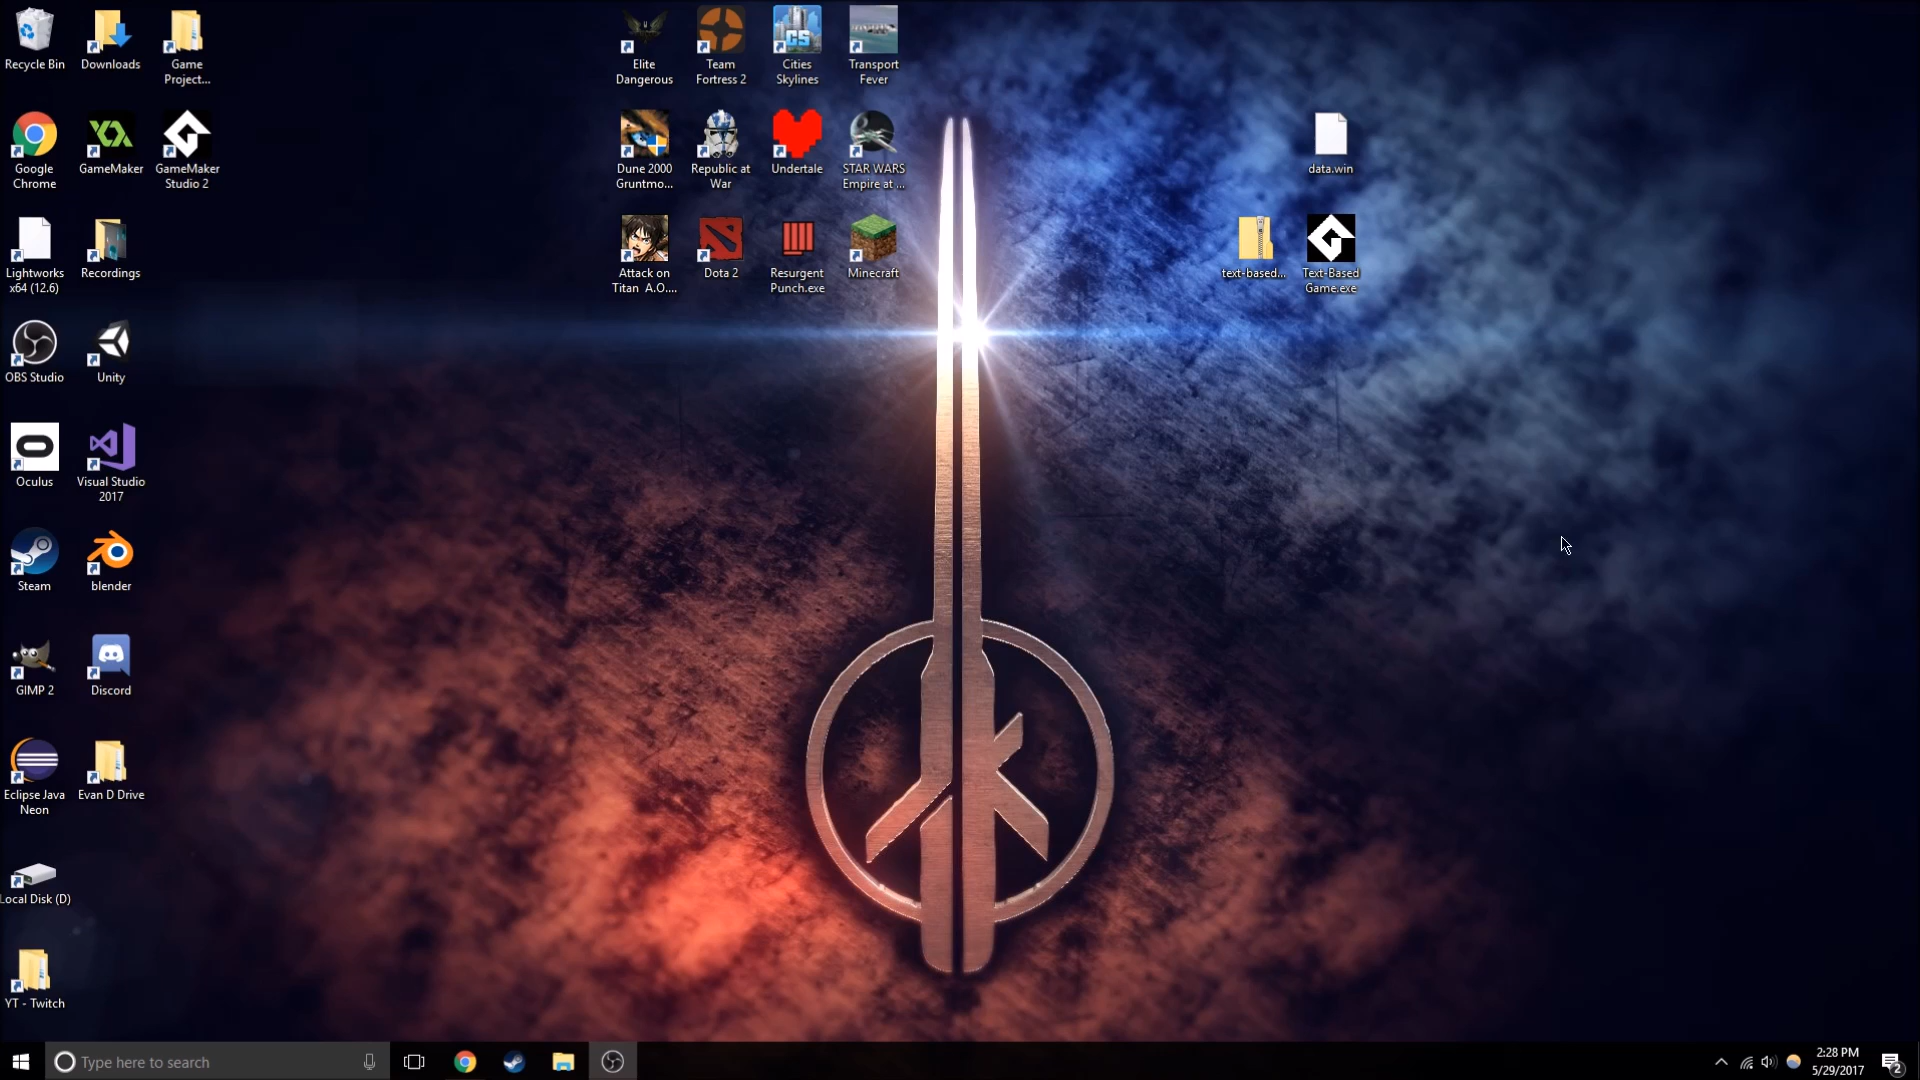 Recycle Bin
Downloads
Game
Project...
Elite
Dangerous
Team
Fortress 2
Cities
Skylines
Transport
Fever
Google
Chrome
GameMaker
GameMaker
Studio 2
Dune 2000
Gruntmo...
Republic at
War
Undertale
STAR WARS
Empire at ...
data.win
Lightworks
x64 (12.6)
Recordings
Attack on
Titan A.O....
Dota 2
Resurgent
Punch.exe
Minecraft
text-based...
Text-Based
Game.exe
OBS Studio
Unity
Oculus
Visual Studio
2017
Steam
blender
GIMP 2
Discord
Eclipse Java
Neon
Evan D Drive
Local Disk (D)
YT - Twitch
Type here to search
2:28 PM
5/29/2017
2
CS